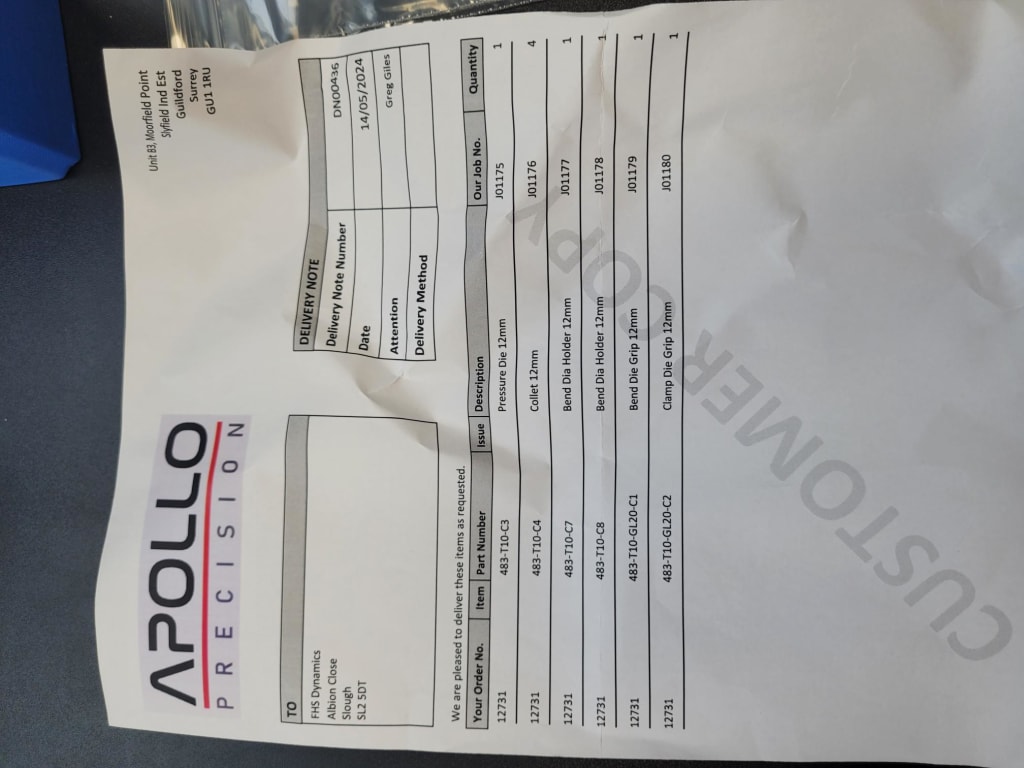 APOLLO
PRECISION
Unit 83, Moorfield Point
Slyfield Ind Est
Guildford
Surrey
GU1 1RU
TO
FHS Dynamics
Albion Close
Slough
SL2 5DT
DELIVERY NOTE
Delivery Note Number DN00436
Date 14/05/2024
Attention Greg Giles
Delivery Method
We are pleased to deliver these items as requested.
Your Order No. Item Part Number Issue Description Our Job No. Quantity
12731 483-T10-C3 Pressure Die 12mm J01175 1
12731 483-T10-C4 Collet 12mm J01176 4
12731 483-T10-C7 Bend Dia Holder 12mm J01177 1
12731 483-T10-C8 Bend Dia Holder 12mm J01178 1
12731 483-T10-GL20-C1 Bend Die Grip 12mm J01179 1
12731 483-T10-GL20-C2 Clamp Die Grip 12mm J01180 1
CUSTOMER COPY